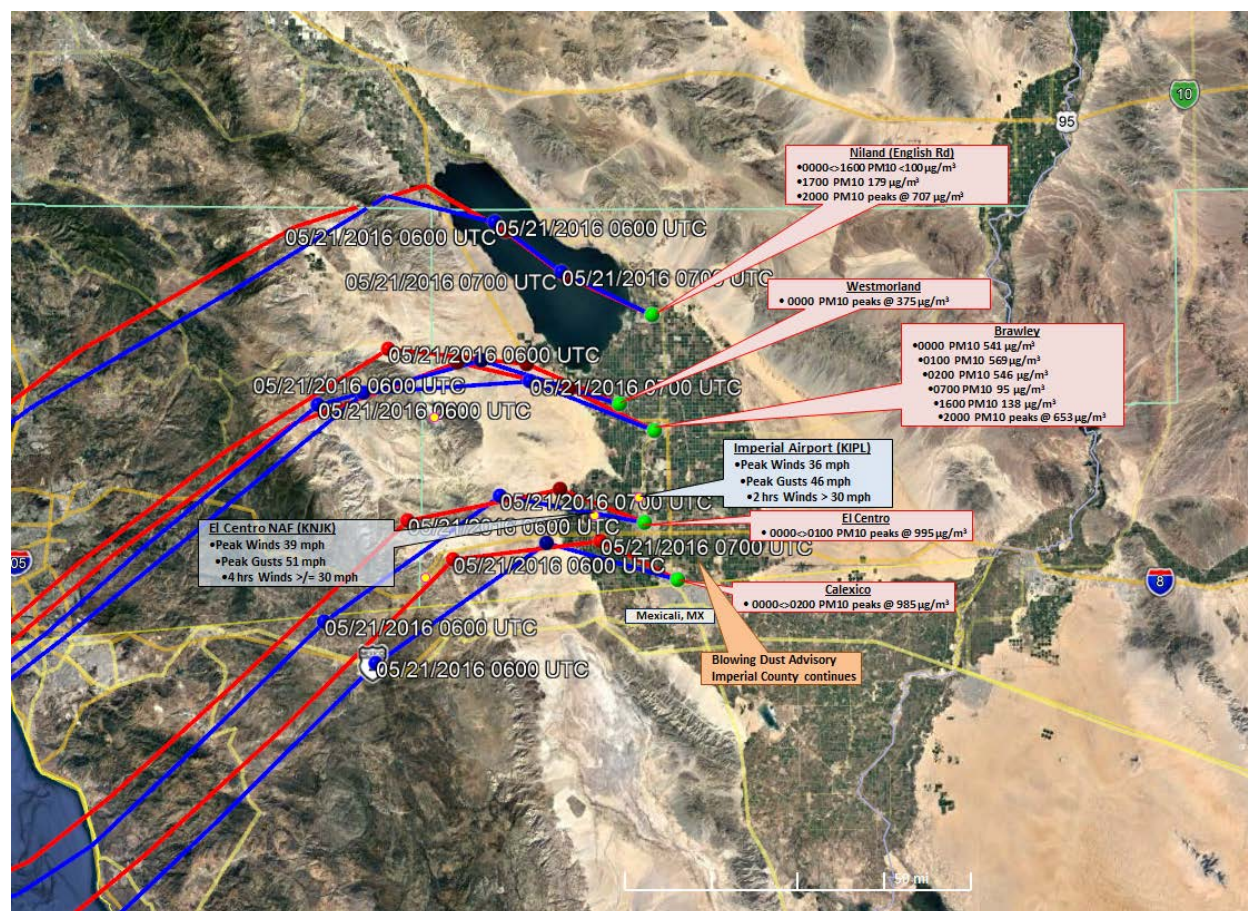 10
95
Niland (English Rd)
•0000<>1600 PM10 <100 µg/m³
•1700 PM10 179 µg/m³
•2000 PM10 peaks @ 707 µg/m³
05/21/2016 0600 UTC
05/21/2016 0600 UTC
05/21/2016 0700 UTC
05/21/2016 0700 UTC
Westmorland
• 0000 PM10 peaks @ 375 µg/m³
Brawley
•0000 PM10 541 µg/m³
•0100 PM10 569 µg/m³
•0200 PM10 546 µg/m³
•0700 PM10 95 µg/m³
•1600 PM10 138 µg/m³
•2000 PM10 peaks @ 653 µg/m³
05/21/2016 0600 UTC
05/21/2016 0600 UTC
05/21/2016 0700 UTC
05/21/2016 0600 UTC
Imperial Airport (KIPL)
•Peak Winds 36 mph
•Peak Gusts 46 mph
•2 hrs Winds > 30 mph
05/21/2016 0700 UTC
El Centro NAF (KNJK)
•Peak Winds 39 mph
•Peak Gusts 51 mph
•4 hrs Winds >/= 30 mph
05/21/2016 0600 UTC
El Centro
• 0000<>0100 PM10 peaks @ 995 µg/m³
05/21/2016 0700 UTC
05/21/2016 0600 UTC
05
8
Calexico
• 0000<>0200 PM10 peaks @ 985 µg/m³
Mexicali, MX
05/21/2016 0600 UTC
05/21/2016 0600 UTC
Blowing Dust Advisory
Imperial County continues
50 mi